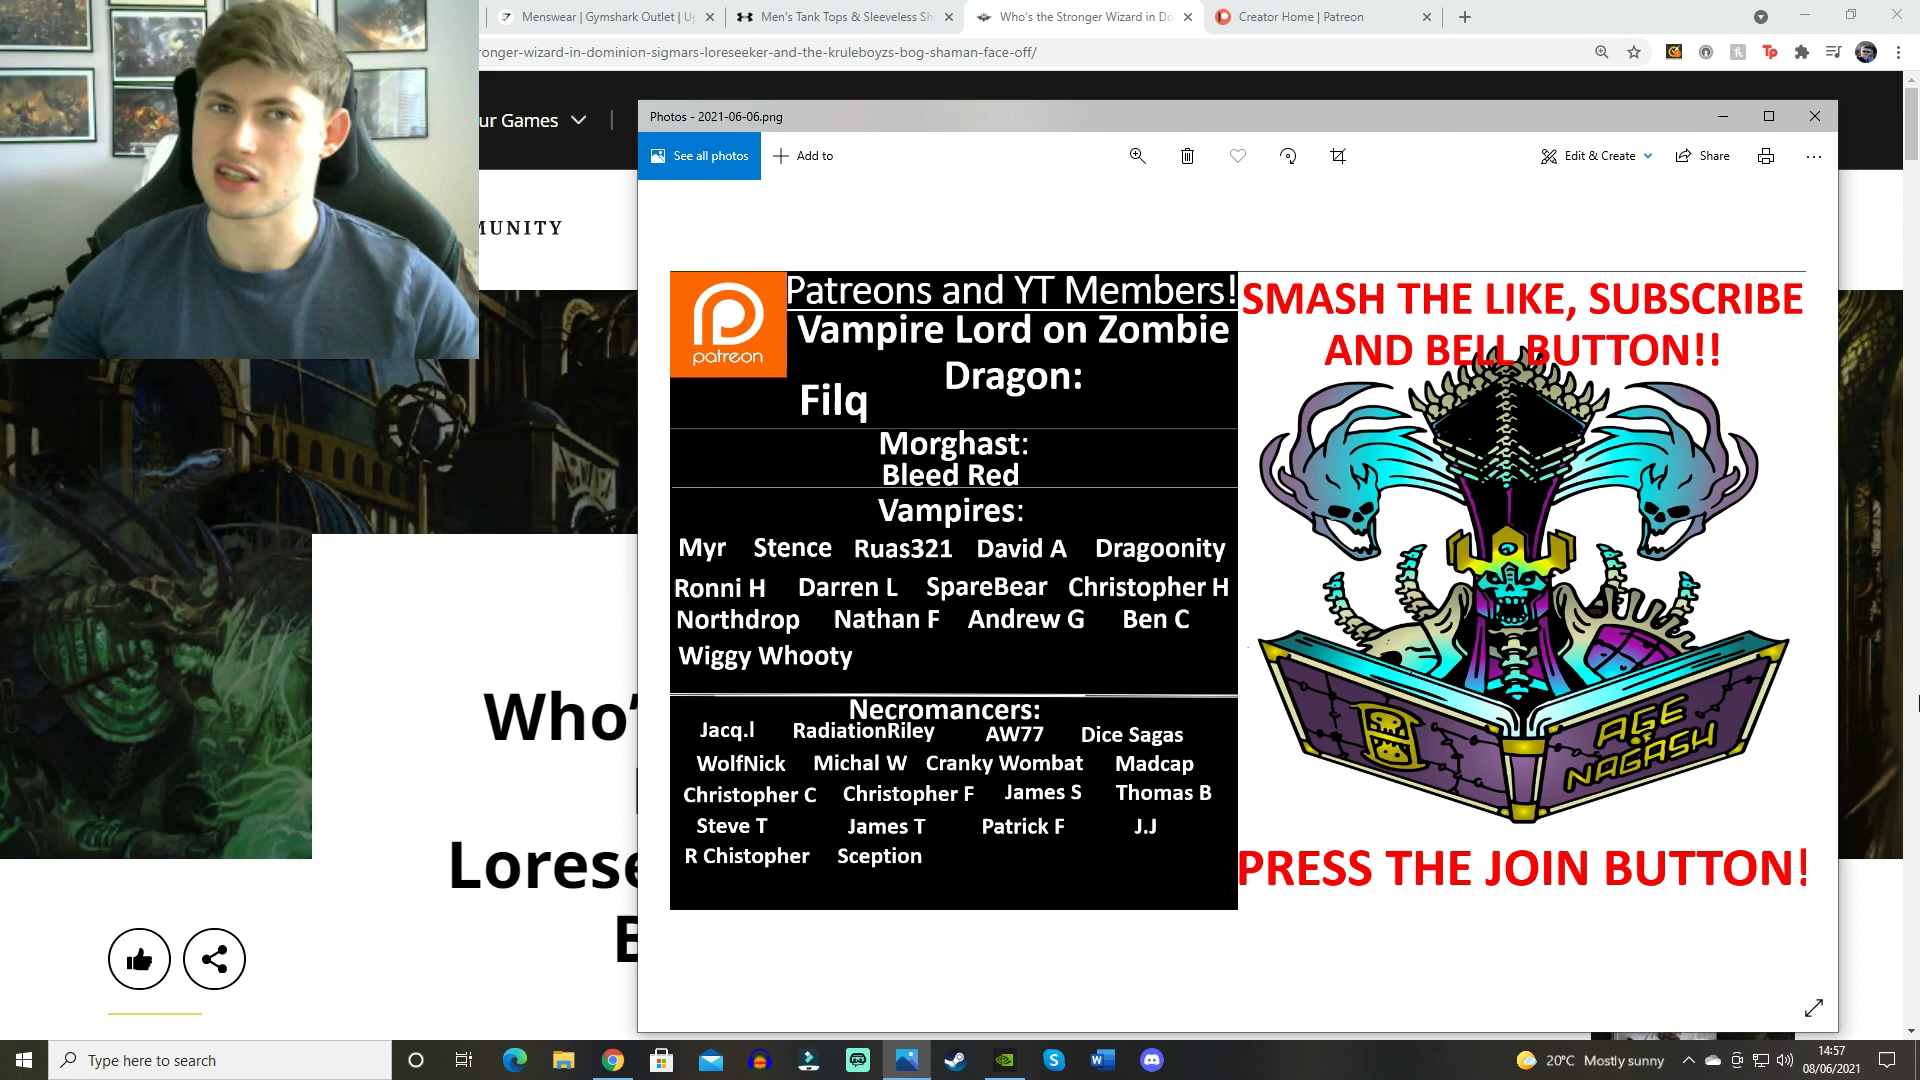 Menswear | Gymshark Outlet | U
Men's Tank Tops & Sleeveless Sh
Who's the Stronger Wizard in Do
Creator Home | Patreon
ronger-wizard-in-dominion-sigmars-loreseeker-and-the-kruleboyzs-bog-shaman-face-off/
ur Games
MUNITY
Photos - 2021-06-06.png
See all photos
Add to
Edit & Create
Share
patreon
Patreons and YT Members!
Vampire Lord on Zombie
Dragon:
Filq
Morghast:
Bleed Red
Vampires:
Myr Stence Ruas321 David A Dragoonity
Ronni H Darren L SpareBear Christopher H
Northdrop Nathan F Andrew G Ben C
Wiggy Whooty
Necromancers:
Jacq.l RadiationRiley AW77 Dice Sagas
WolfNick Michal W Cranky Wombat Madcap
Christopher C Christopher F James S Thomas B
Steve T James T Patrick F J.J
R Chistopher Sception
SMASH THE LIKE, SUBSCRIBE
AND BELL BUTTON!!
AGE
OF
NAGASH
PRESS THE JOIN BUTTON!
Who'
Lorese
B
Type here to search
20°C Mostly sunny
14:57
08/06/2021